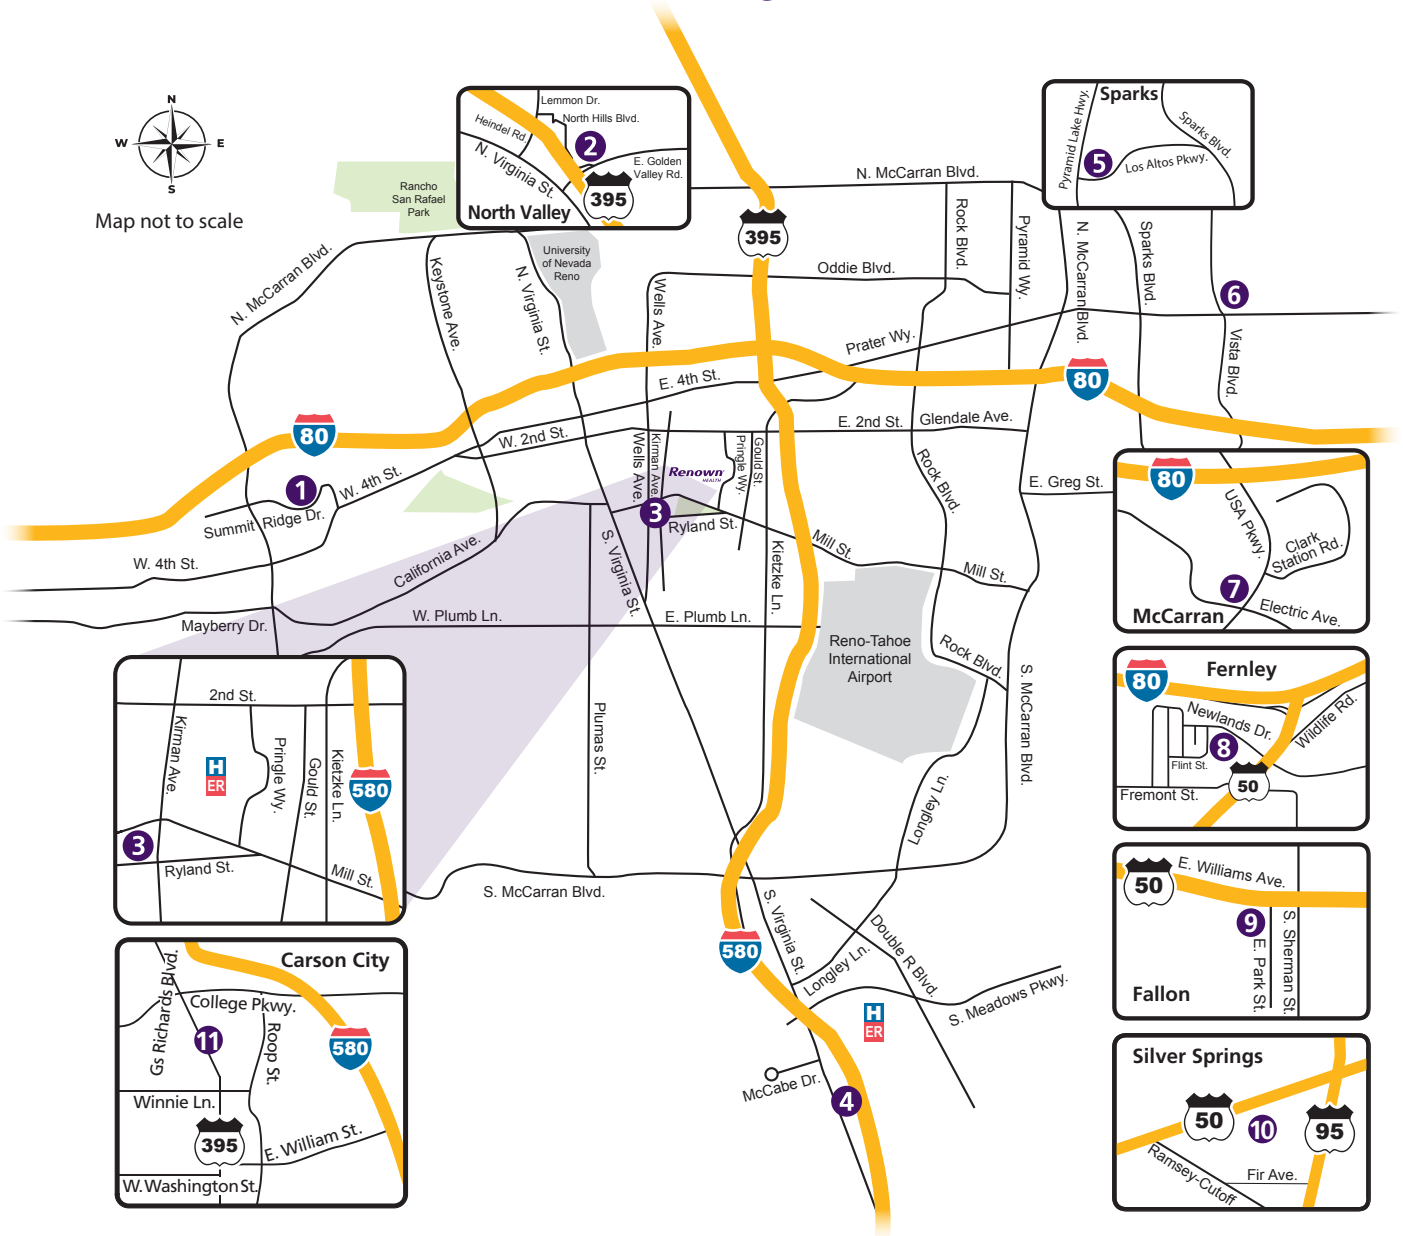 N
W
E
S
Map not to scale
Lemmon Dr.
North Hills Blvd.
Heindel Rd.
2
N. Virginia St.
E. Golden
Valley Rd.
395
North Valley
Sparks
Pyramid Lake Hwy.
Sparks Blvd.
5
Los Altos Pkwy.
Rancho
San Rafael
Park
N. McCarran Blvd.
395
University
of Nevada
Reno
N. McCarran Blvd.
Keystone Ave.
N. Virginia St.
Wells Ave.
Oddie Blvd.
Rock Blvd.
Pyramid Wy.
N. McCarran Blvd.
Sparks Blvd.
6
Vista Blvd.
Prater Wy.
E. 4th St.
80
80
E. 2nd St.
Glendale Ave.
W. 2nd St.
W. 4th St.
1
Summit Ridge Dr.
W. 4th St.
Wells Ave.
Kirman Ave.
Renown
HEALTH
Pringle Wy.
Gould St.
3
Ryland St.
Rock Blvd.
E. Greg St.
Mill St.
Mill St.
California Ave.
S. Virginia St.
Kietzke Ln.
Mayberry Dr.
W. Plumb Ln.
E. Plumb Ln.
Reno-Tahoe
International
Airport
Rock Blvd.
S. McCarran Blvd.
Plumas St.
Longley Ln.
S. McCarran Blvd.
S. Virginia St.
580
Longley Ln.
Double R Blvd.
S. Meadows Pkwy.
H
ER
McCabe Dr.
4
80
USA Pkwy.
Clark
Station Rd.
7
Electric Ave.
McCarran
80
Fernley
Newlands Dr.
Wildlife Rd.
8
Flint St.
50
Fremont St.
50
E. Williams Ave.
9
E. Park St.
S. Sherman St.
Fallon
Silver Springs
50
10
95
Ramsey-Cutoff
Fir Ave.
2nd St.
Kirman Ave.
H
ER
Pringle Wy.
Gould St.
Kietzke Ln.
580
3
Ryland St.
Mill St.
Carson City
Gs Richards Blvd.
College Pkwy.
11
Roop St.
580
Winnie Ln.
395
E. William St.
W. Washington St.